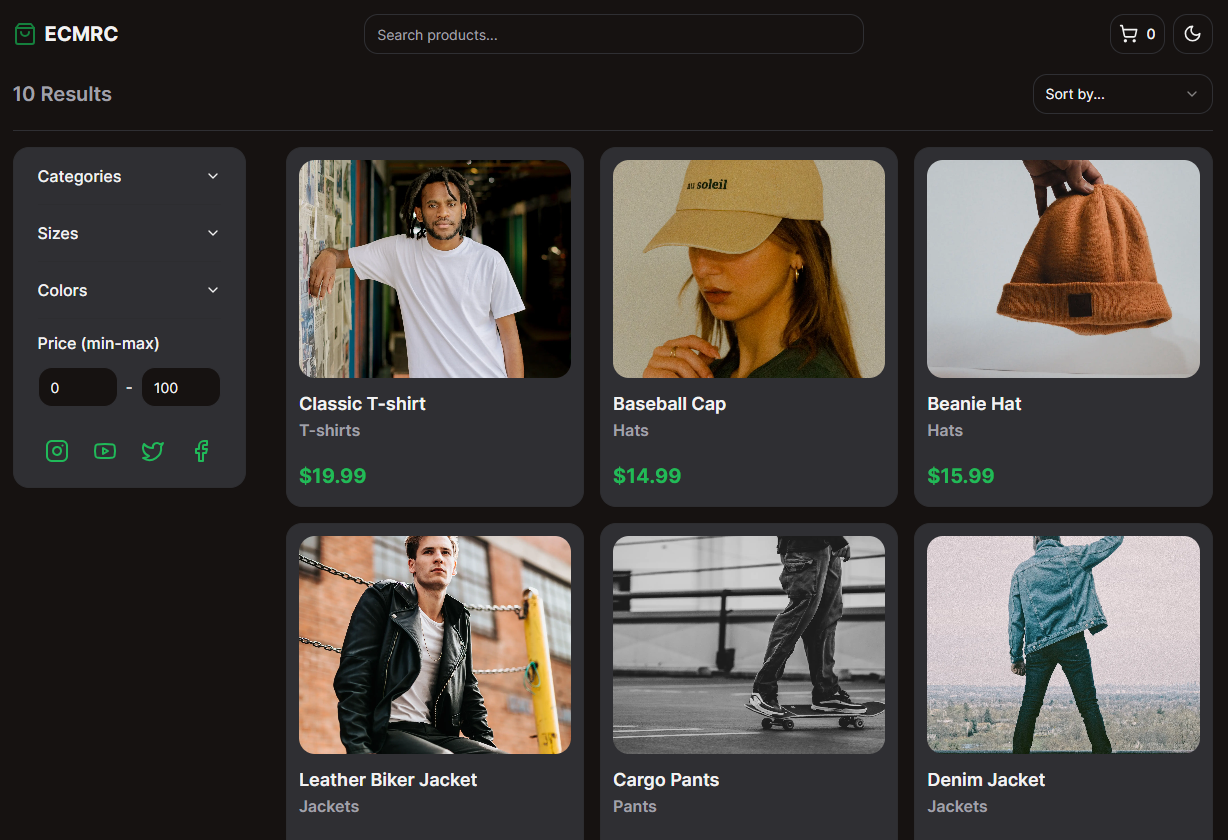 ECMRC
Search products...
0
10 Results
Sort by...
Categories
Sizes
Colors
Price (min-max)
0 - 100
au soleil
Classic T-shirt
T-shirts
$19.99
Baseball Cap
Hats
$14.99
Beanie Hat
Hats
$15.99
Leather Biker Jacket
Jackets
Cargo Pants
Pants
Denim Jacket
Jackets